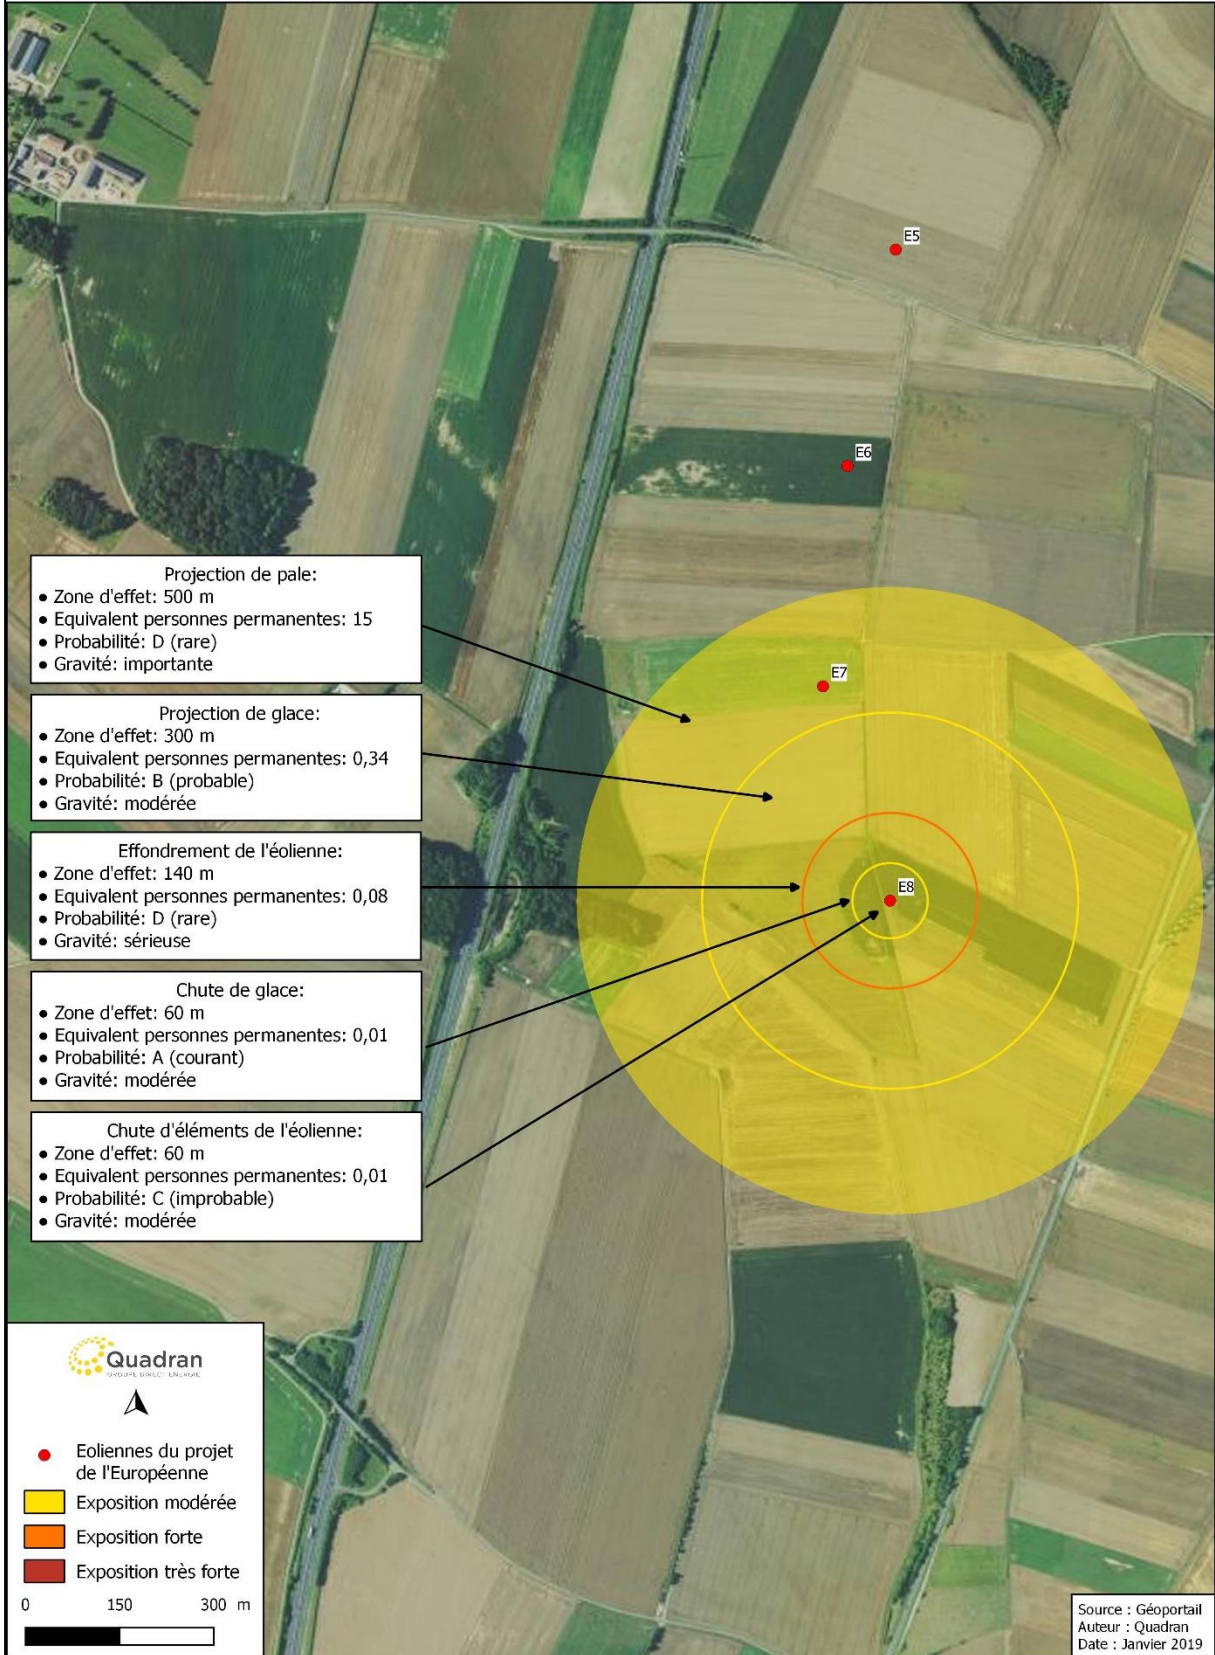 E5
E6
E7
E8
Projection de pale:
• Zone d'effet: 500 m
• Equivalent personnes permanentes: 15
• Probabilité: D (rare)
• Gravité: importante
Projection de glace:
• Zone d'effet: 300 m
• Equivalent personnes permanentes: 0,34
• Probabilité: B (probable)
• Gravité: modérée
Effondrement de l'éolienne:
• Zone d'effet: 140 m
• Equivalent personnes permanentes: 0,08
• Probabilité: D (rare)
• Gravité: sérieuse
Chute de glace:
• Zone d'effet: 60 m
• Equivalent personnes permanentes: 0,01
• Probabilité: A (courant)
• Gravité: modérée
Chute d'éléments de l'éolienne:
• Zone d'effet: 60 m
• Equivalent personnes permanentes: 0,01
• Probabilité: C (improbable)
• Gravité: modérée
Quadran
GROUPE DIRECT ENERGIE
Eoliennes du projet
de l'Européenne
Exposition modérée
Exposition forte
Exposition très forte
0 150 300 m
Source : Géoportail
Auteur : Quadran
Date : Janvier 2019